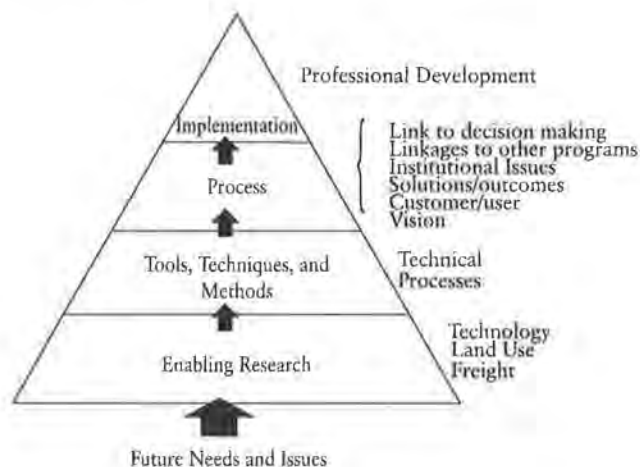 Professional Development
Implementation
Link to decision making
Linkages to other programs
Institutional Issues
Solutions/outcomes
Customer/user
Vision
Process
Tools, Techniques, and
Methods
Technical
Processes
Enabling Research
Technology
Land Use
Freight
Future Needs and Issues